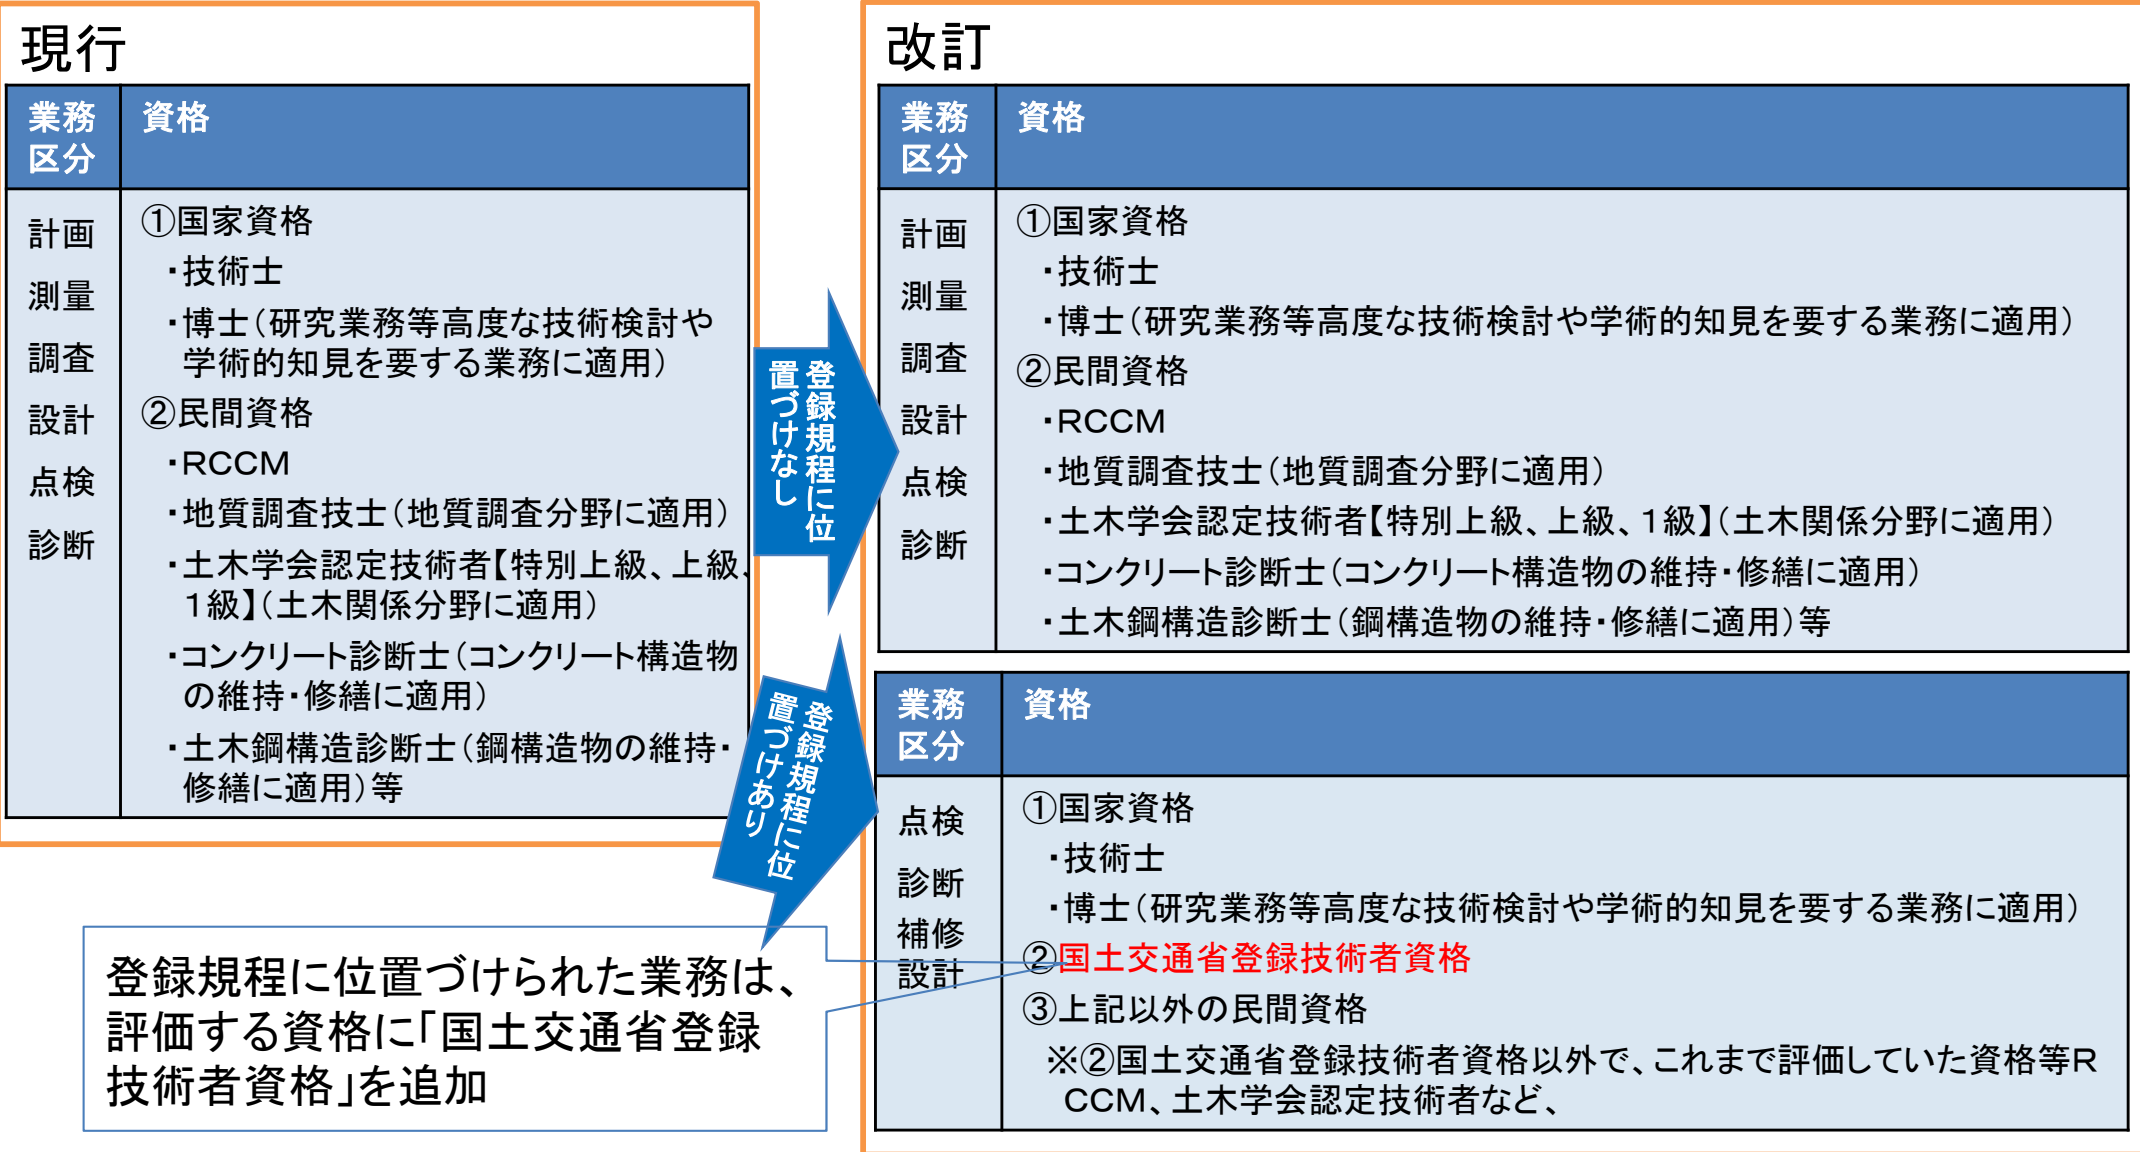 現行
業務
区分
資格
計画
測量
調査
設計
点検
診断
①国家資格
・技術士
・博士（研究業務等高度な技術検討や
学術的知見を要する業務に適用）
②民間資格
・RCCM
・地質調査技士（地質調査分野に適用）
・土木学会認定技術者【特別上級、上級、
１級】（土木関係分野に適用）
・コンクリート診断士（コンクリート構造物
の維持・修繕に適用）
・土木鋼構造診断士（鋼構造物の維持・
修繕に適用）等
登録規程に位
置づけなし
登録規程に位
置づけあり
登録規程に位置づけられた業務は、
評価する資格に「国土交通省登録
技術者資格」を追加
改訂
業務
区分
資格
計画
測量
調査
設計
点検
診断
①国家資格
・技術士
・博士（研究業務等高度な技術検討や学術的知見を要する業務に適用）
②民間資格
・RCCM
・地質調査技士（地質調査分野に適用）
・土木学会認定技術者【特別上級、上級、１級】（土木関係分野に適用）
・コンクリート診断士（コンクリート構造物の維持・修繕に適用）
・土木鋼構造診断士（鋼構造物の維持・修繕に適用）等
業務
区分
資格
点検
診断
補修
設計
①国家資格
・技術士
・博士（研究業務等高度な技術検討や学術的知見を要する業務に適用）
②国土交通省登録技術者資格
③上記以外の民間資格
※②国土交通省登録技術者資格以外で、これまで評価していた資格等R
CCM、土木学会認定技術者など、